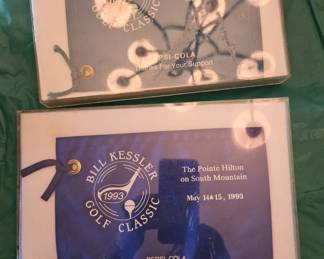 GOLF CLASSIC
PEPSI-COLA
Thanks For Your Support
BILL KESSLER
1993
GOLF CLASSIC
The Pointe Hilton
on South Mountain
May 14&15, 1993
PEPSI-COLA